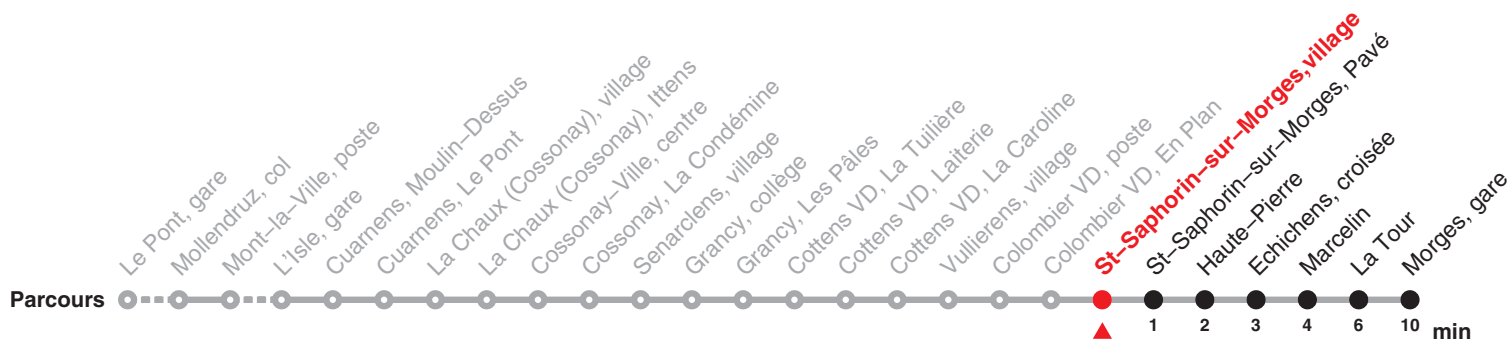 Le Pont, gare
Mollendruz, col
Mont–la–Ville, poste
L'Isle, gare
Cuarnens, Moulin–Dessus
Cuarnens, Le Pont
La Chaux (Cossonay), village
La Chaux (Cossonay), Ittens
Cossonay–Ville, centre
Cossonay, La Condémine
Senarclens, village
Grancy, collège
Grancy, Les Pâles
Cottens VD, La Tuilière
Cottens VD, Laiterie
Cottens VD, La Caroline
Vullierens, village
Colombier VD, poste
Colombier VD, En Plan
St–Saphorin–sur–Morges,village
St–Saphorin–sur–Morges, Pavé
Haute–Pierre
Echichens, croisée
Marcelin
La Tour
Morges, gare
Parcours
1 2 3 4 6 10 min